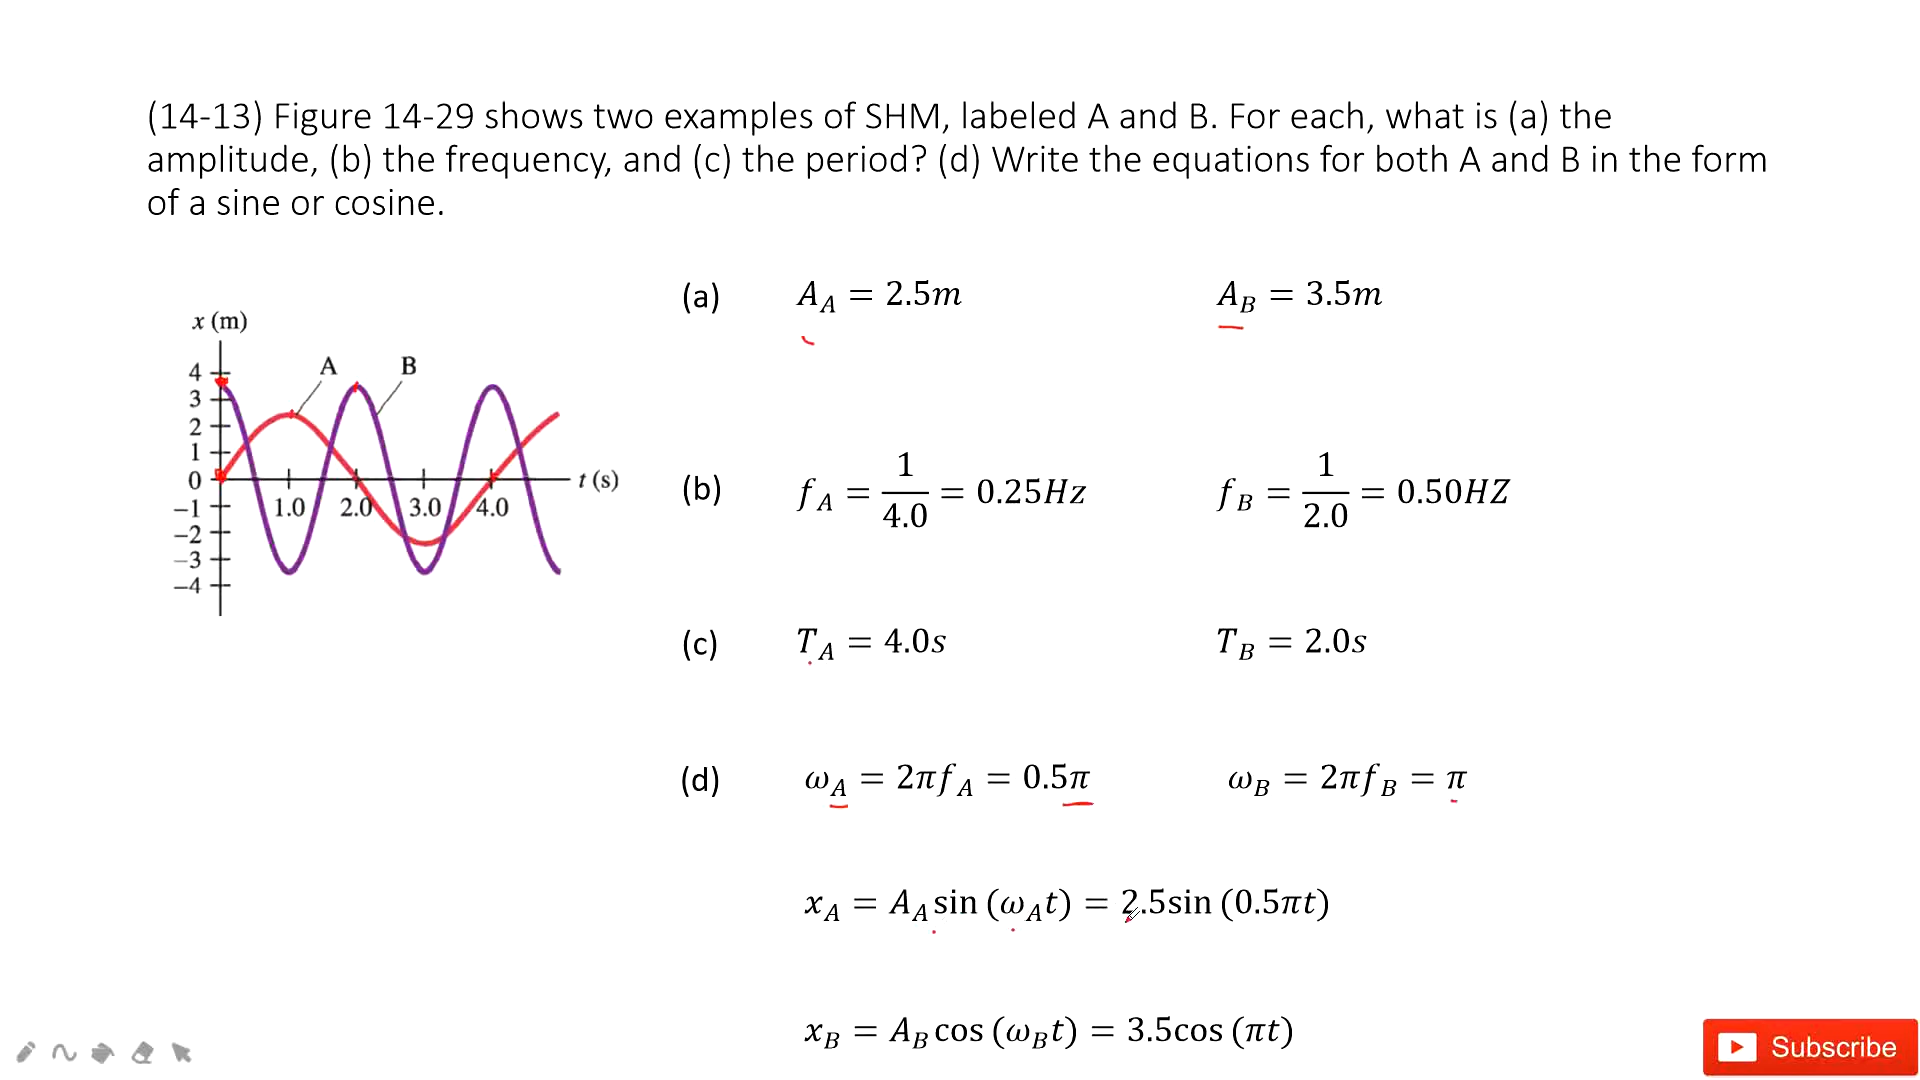 (14-13) Figure 14-29 shows two examples of SHM, labeled A and B. For each, what is (a) the
amplitude, (b) the frequency, and (c) the period? (d) Write the equations for both A and B in the form
of a sine or cosine.
x (m)
A
B
4
3
2
1
0
−1
−2
−3
−4
1.0 2.0 3.0 4.0
t (s)
(a) A_A = 2.5m A_B = 3.5m
(b) f_A = 1/4.0 = 0.25Hz f_B = 1/2.0 = 0.50HZ
(c) T_A = 4.0s T_B = 2.0s
(d) ω_A = 2πf_A = 0.5π ω_B = 2πf_B = π
x_A = A_A sin (ω_A t) = 2.5sin (0.5πt)
x_B = A_B cos (ω_B t) = 3.5cos (πt)
Subscribe